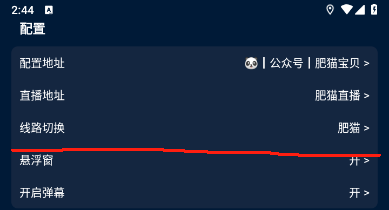 2:44 A
配置
配置地址 🐼┃公众号┃肥猫宝贝 >
直播地址 肥猫直播 >
线路切换 肥猫 >
悬浮窗 开 >
开启弹幕 开 >